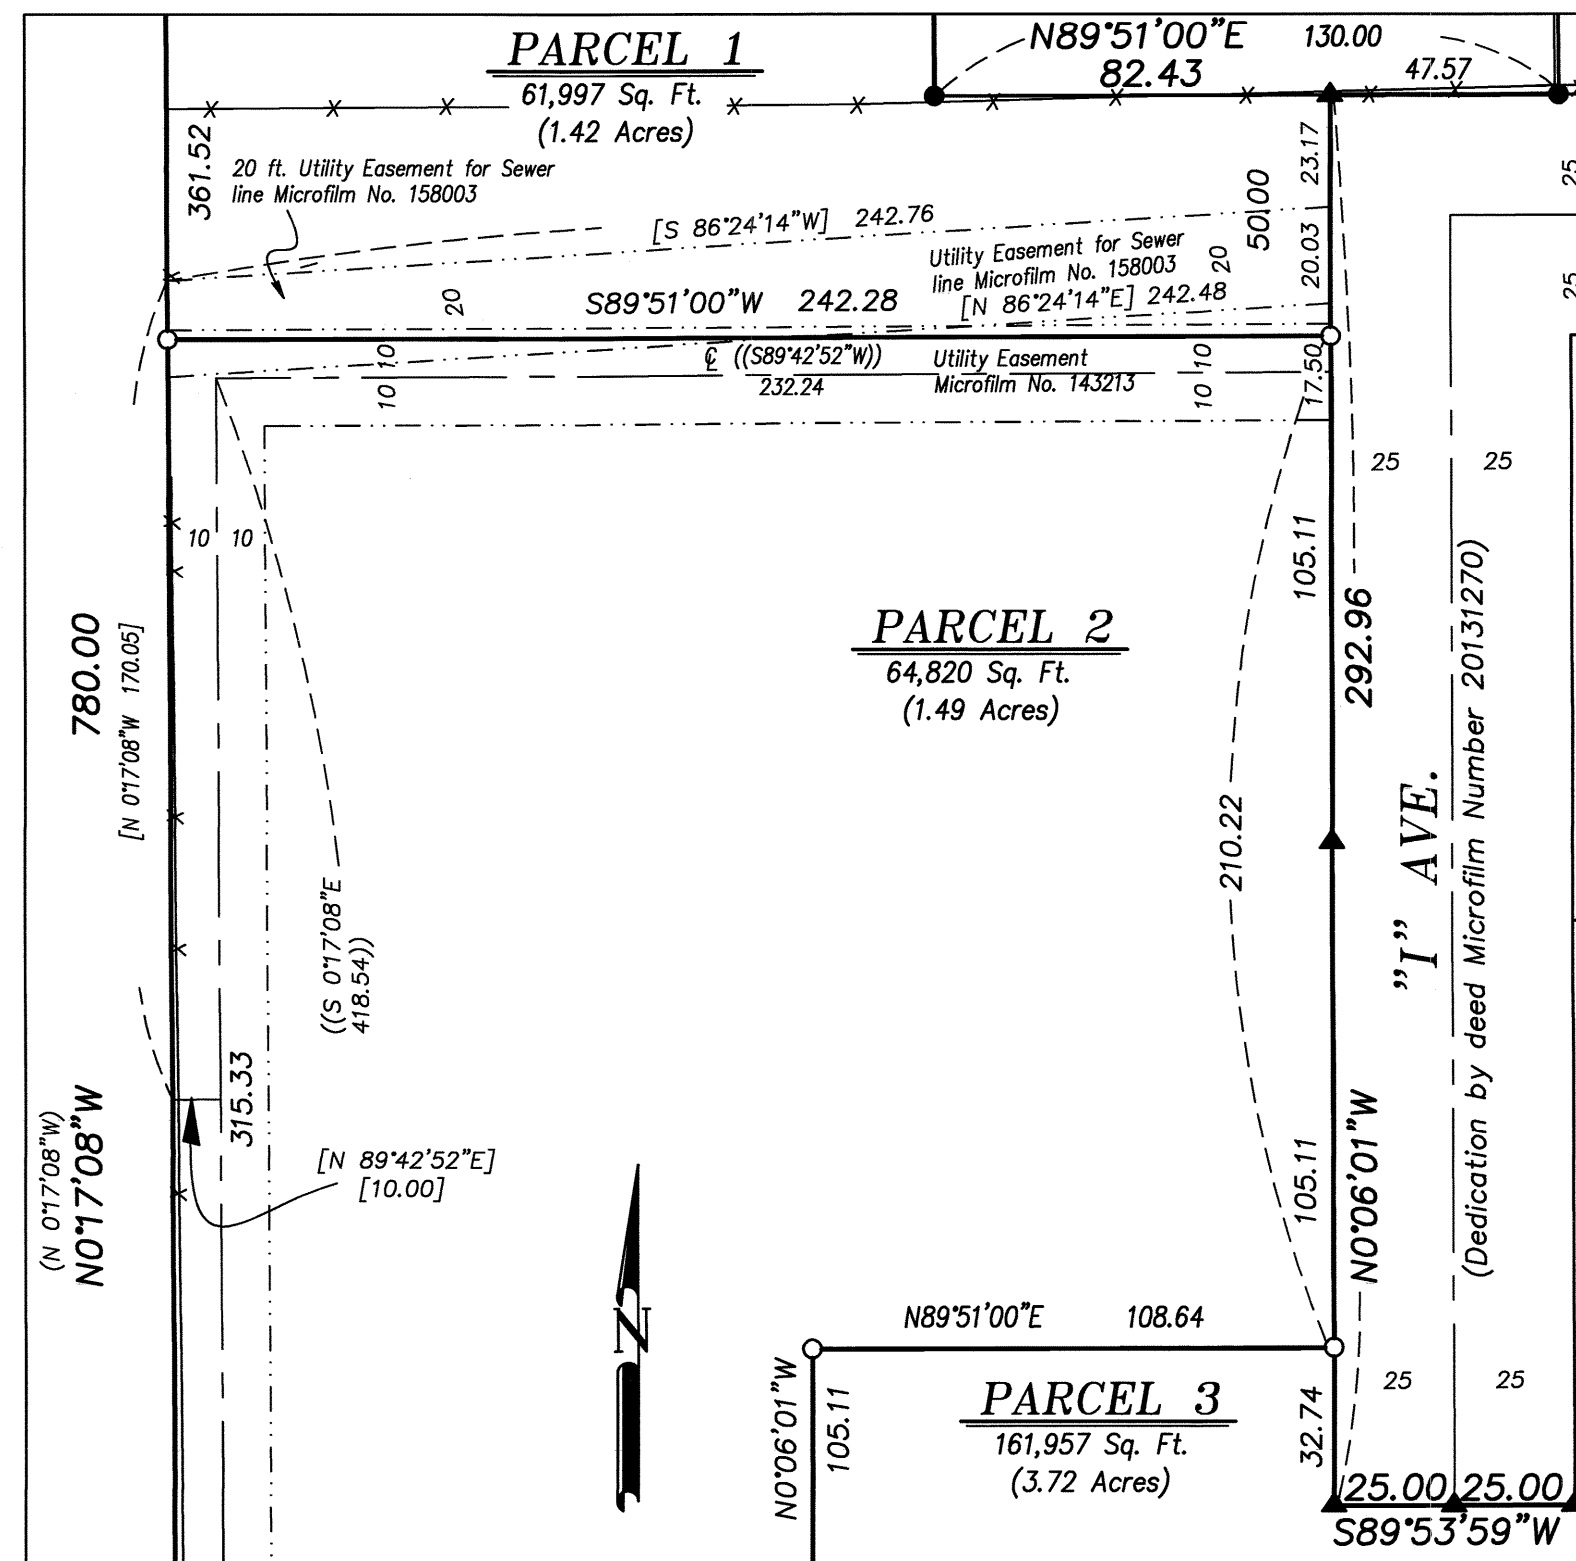 PARCEL 1
61,997 Sq. Ft.
(1.42 Acres)
N89°51'00"E 130.00
82.43
47.57
361.52
20 ft. Utility Easement for Sewer
line Microfilm No. 158003
[S 86°24'14"W] 242.76
Utility Easement for Sewer
line Microfilm No. 158003
[N 86°24'14"E] 242.48
20
50.00
23.17
20.03
25
25
20
S89°51'00"W 242.28
℄ ((S89°42'52"W))
232.24
Utility Easement
Microfilm No. 143213
10 10
10 10
17.50
10 10
25 25
105.11
780.00
[N 0°17'08"W 170.05]
PARCEL 2
64,820 Sq. Ft.
(1.49 Acres)
292.96
210.22
"I" AVE.
(Dedication by deed Microfilm Number 20131270)
((S 0°17'08"E
418.54))
315.33
(N 0°17'08"W)
N0°17'08"W
[N 89°42'52"E]
[10.00]
105.11
N0°06'01"W
N
N89°51'00"E 108.64
N0°06'01"W
105.11
PARCEL 3
161,957 Sq. Ft.
(3.72 Acres)
32.74
25 25
25.00 25.00
S89°53'59"W